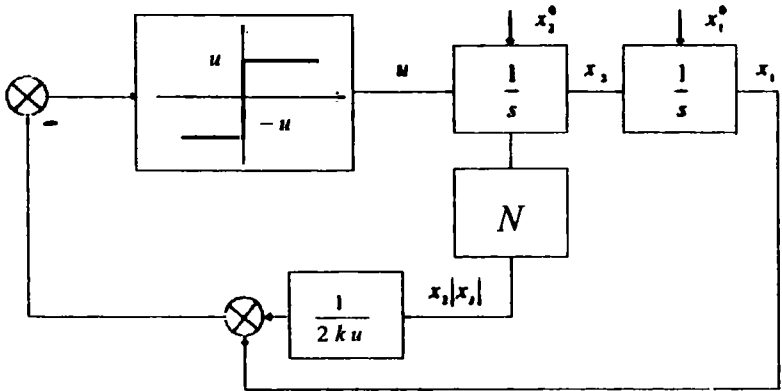 x₂⁰
x₁⁰
u
−u
u
1/s
x₂
1/s
x₁
−
N
1/2ku
x₂|x₂|